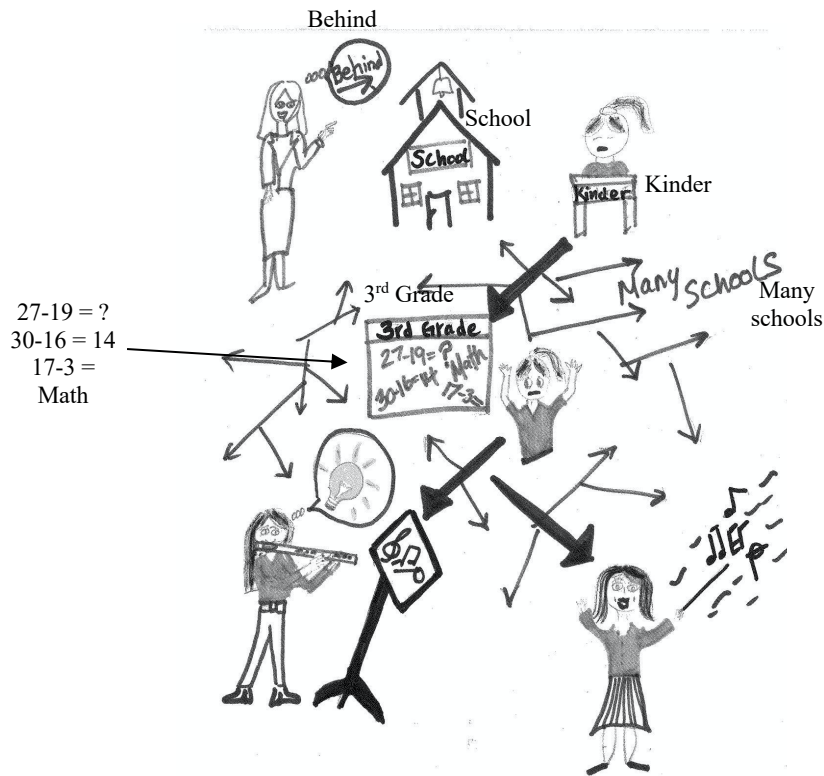 Behind
Behind
School
School
Kinder
Kinder
Many Schools
Many
schools
3rd Grade
3rd Grade
27-19 = ?
30-16 = 14
17-3 =
Math
27-19=?
Math
30-16=14
17-3=